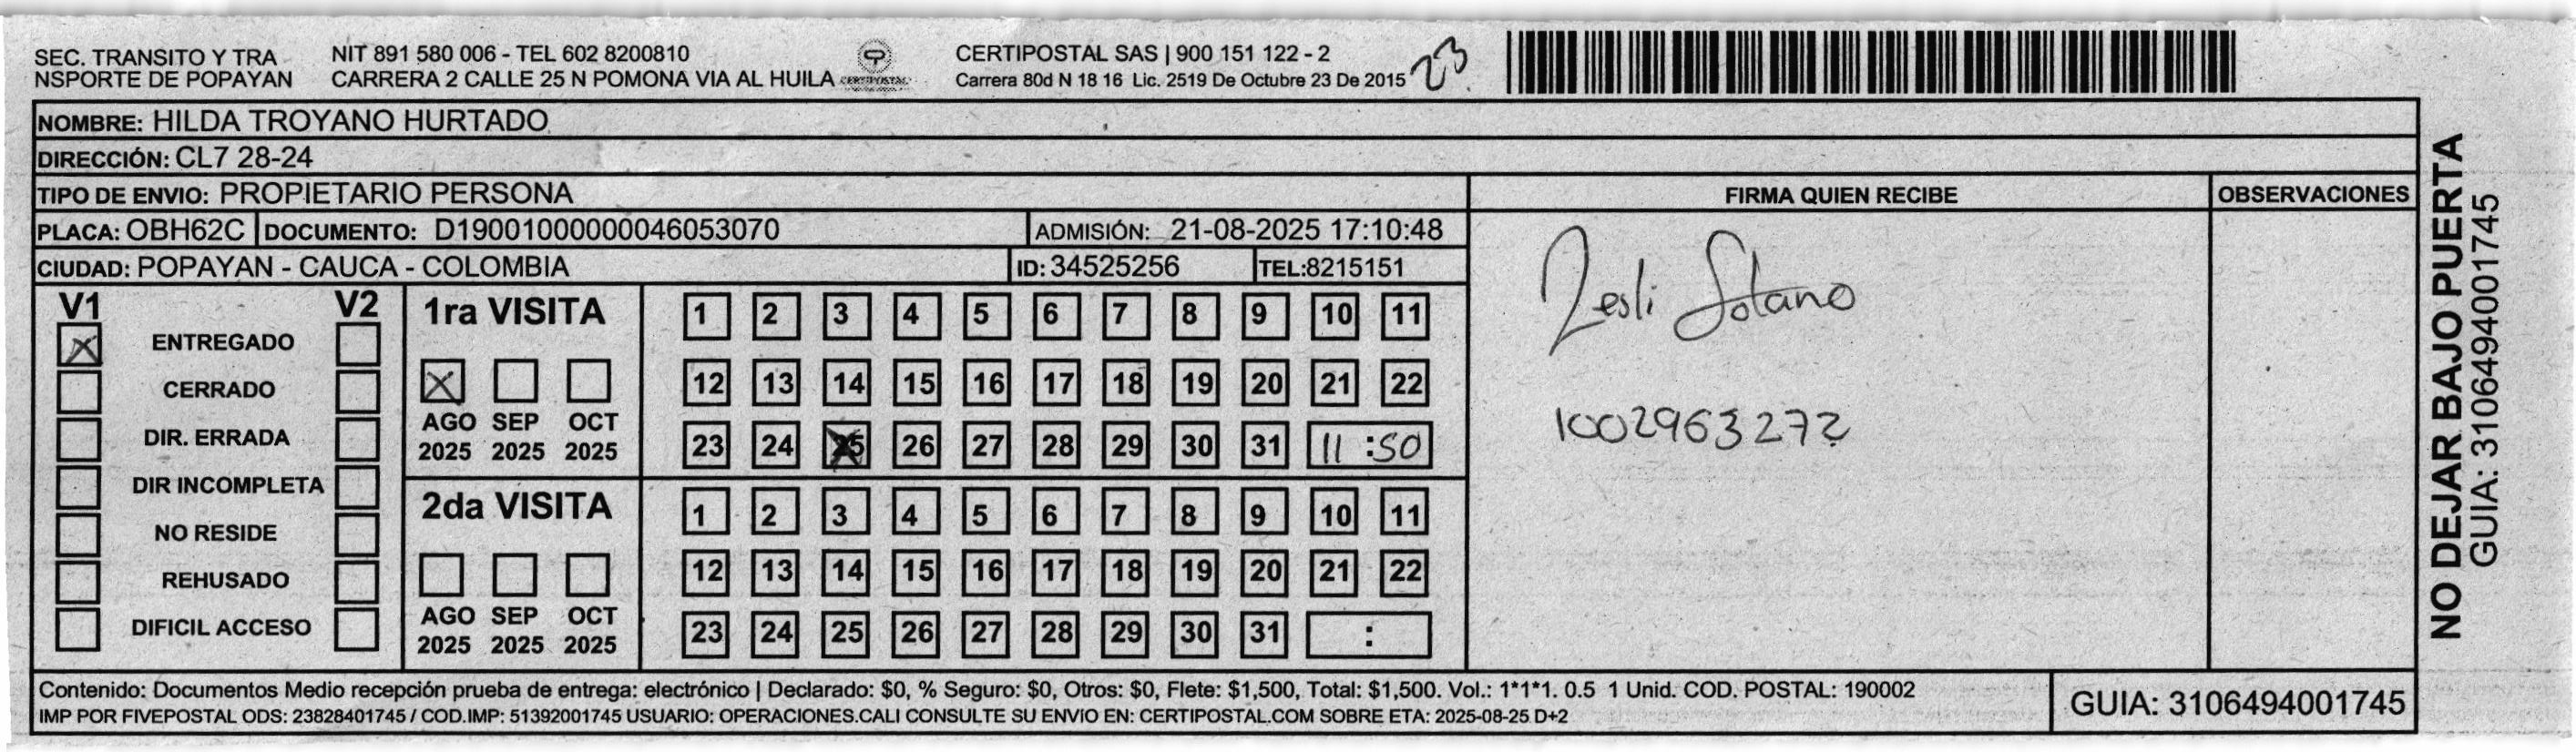 SEC. TRANSITO Y TRA
NSPORTE DE POPAYAN
NIT 891 580 006 - TEL 602 8200810
CARRERA 2 CALLE 25 N POMONA VIA AL HUILA
CERTIPOSTAL
CERTIPOSTAL SAS | 900 151 122 - 2
Carrera 80d N 18 16 Lic. 2519 De Octubre 23 De 2015
23
NOMBRE: HILDA TROYANO HURTADO
DIRECCIÓN: CL7 28-24
TIPO DE ENVIO: PROPIETARIO PERSONA
PLACA: OBH62C DOCUMENTO: D19001000000046053070 ADMISIÓN: 21-08-2025 17:10:48
CIUDAD: POPAYAN - CAUCA - COLOMBIA ID: 34525256 TEL:8215151
V1 V2
ENTREGADO
CERRADO
DIR. ERRADA
DIR INCOMPLETA
NO RESIDE
REHUSADO
DIFICIL ACCESO
1ra VISITA
AGO SEP OCT
2025 2025 2025
1 2 3 4 5 6 7 8 9 10 11
12 13 14 15 16 17 18 19 20 21 22
23 24 25 26 27 28 29 30 31 11:50
2da VISITA
AGO SEP OCT
2025 2025 2025
1 2 3 4 5 6 7 8 9 10 11
12 13 14 15 16 17 18 19 20 21 22
23 24 25 26 27 28 29 30 31 :
FIRMA QUIEN RECIBE
Lesli Solano
1002963272
OBSERVACIONES
NO DEJAR BAJO PUERTA
GUIA: 3106494001745
Contenido: Documentos Medio recepción prueba de entrega: electrónico | Declarado: $0, % Seguro: $0, Otros: $0, Flete: $1,500, Total: $1,500. Vol.: 1*1*1. 0.5 1 Unid. COD. POSTAL: 190002
IMP POR FIVEPOSTAL ODS: 23828401745 / COD.IMP: 51392001745 USUARIO: OPERACIONES.CALI CONSULTE SU ENVIO EN: CERTIPOSTAL.COM SOBRE ETA: 2025-08-25 D+2
GUIA: 3106494001745